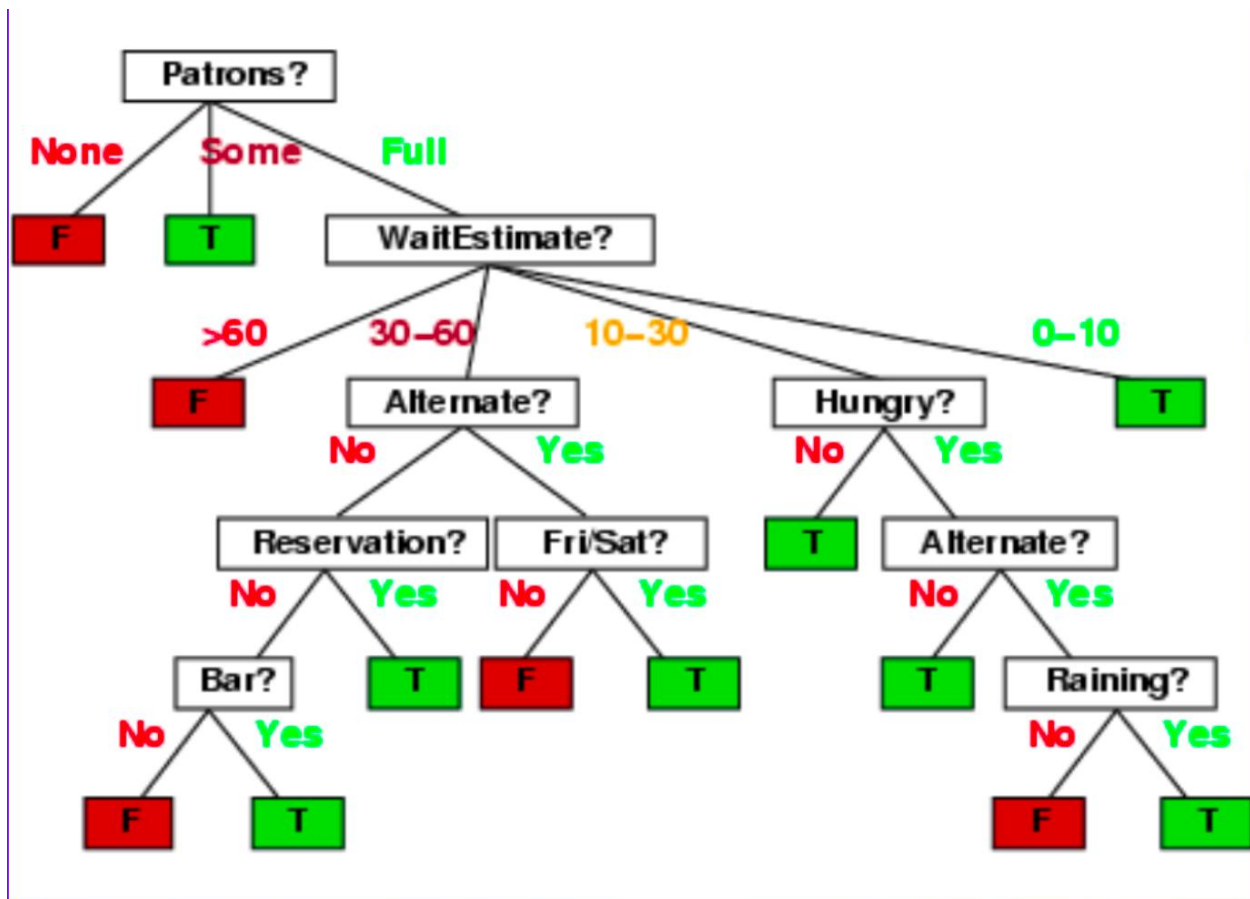 Patrons?
None Some Full
F T WaitEstimate?
>60 30–60 10–30 0–10
F Alternate? Hungry? T
No Yes No Yes
Reservation? Fri/Sat? T Alternate?
No Yes No Yes No Yes
Bar? T F T T Raining?
No Yes No Yes
F T F T